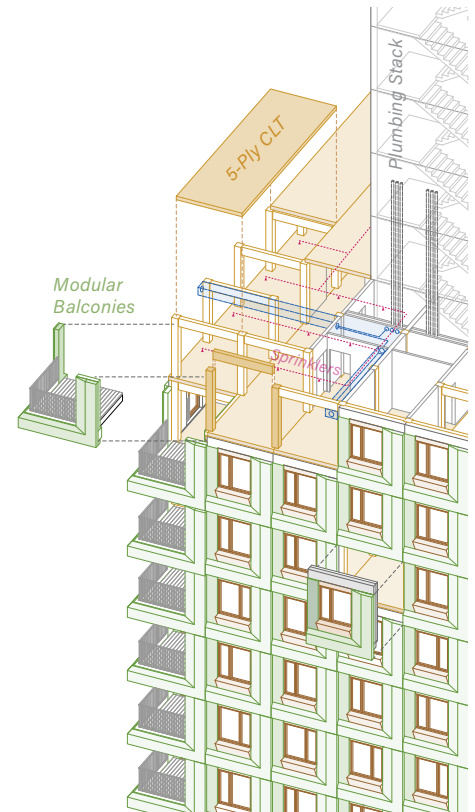 Plumbing Stack
5-Ply CLT
Modular
Balconies
Sprinklers